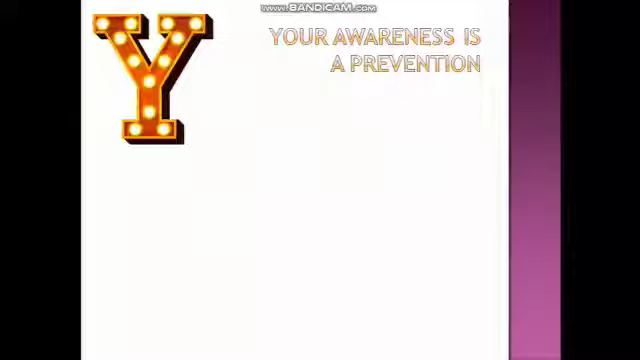 WWW.BANDICAM.COM
Y
YOUR AWARENESS IS
A PREVENTION